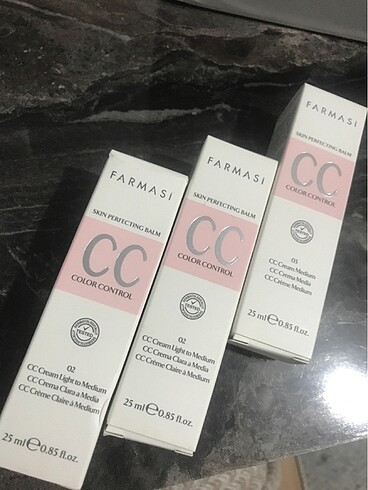 FARMASİ
SKIN PERFECTING BALM
CC
COLOR CONTROL
TESTED
02
CC Cream Light to Medium
CC Crema Clara a Media
CC Crème Claire à Medium
25 ml e 0.85 fl.oz.
FARMASİ
SKIN PERFECTING BALM
CC
COLOR CONTROL
TESTED
02
CC Cream Light to Medium
CC Crema Clara a Media
CC Crème Claire à Medium
25 ml e 0.85 fl.oz.
FARMASİ
SKIN PERFECTING BALM
CC
COLOR CONTROL
TESTED
03
CC Cream Medium
CC Crema Media
CC Crème Medium
25 ml e 0.85 fl.oz.